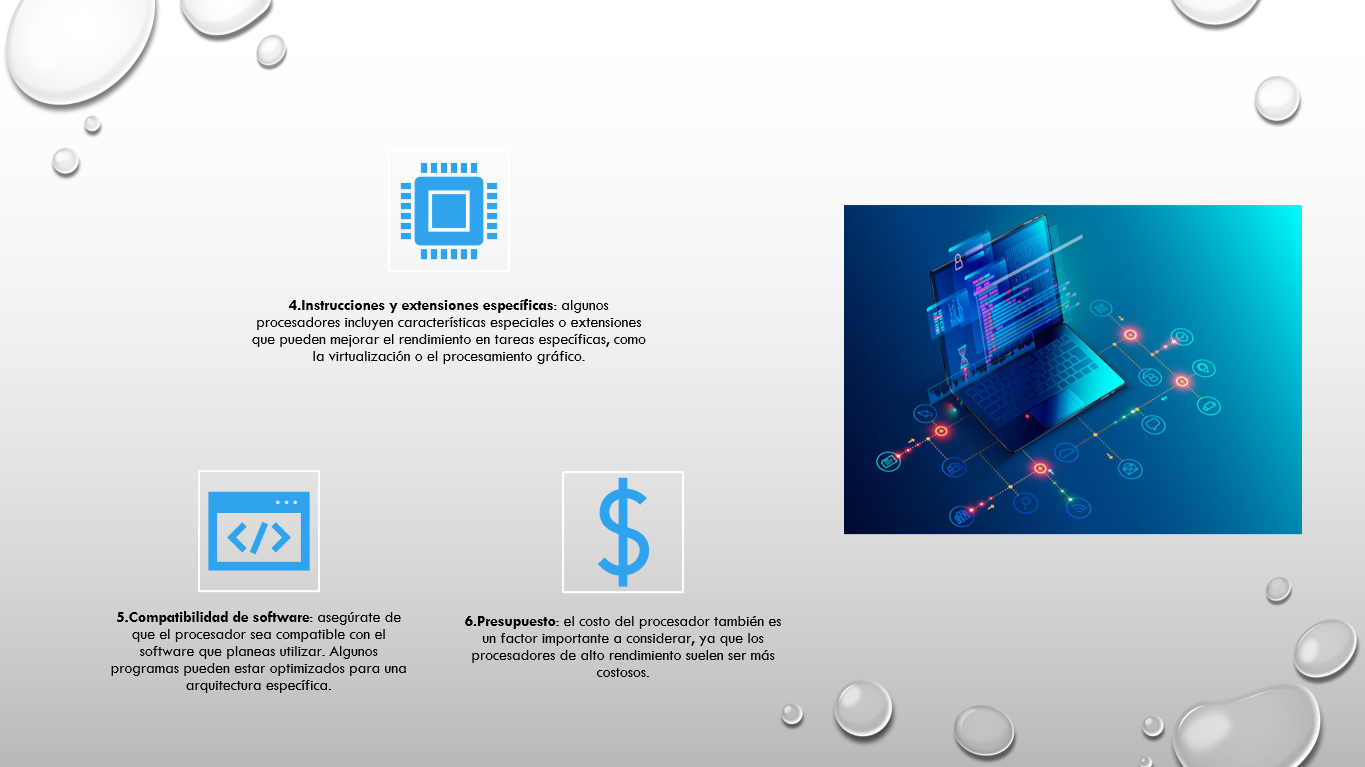 4.Instrucciones y extensiones específicas: algunos
procesadores incluyen características especiales o extensiones
que pueden mejorar el rendimiento en tareas específicas, como
la virtualización o el procesamiento gráfico.
5.Compatibilidad de software: asegúrate de
que el procesador sea compatible con el
software que planeas utilizar. Algunos
programas pueden estar optimizados para una
arquitectura específica.
6.Presupuesto: el costo del procesador también es
un factor importante a considerar, ya que los
procesadores de alto rendimiento suelen ser más
costosos.